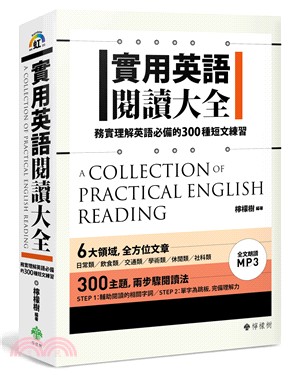 實用英語
閱讀大全
務實理解英語必備的300種短文練習
A COLLECTION OF
PRACTICAL ENGLISH
READING
檸檬樹 編著
6大領域,全方位文章
日常類/飲食類/交通類/學術類/休閒類/社科類
全文朗讀
MP3
300主題,兩步驟閱讀法
STEP 1:輔助閱讀的相關字詞/STEP 2:單字為跳板,完備理解力
檸檬樹
虹
實用英語閱讀大全
A COLLECTION OF PRACTICAL ENGLISH READING
務實理解英語必備的300種短文練習
檸檬樹 編著
三民